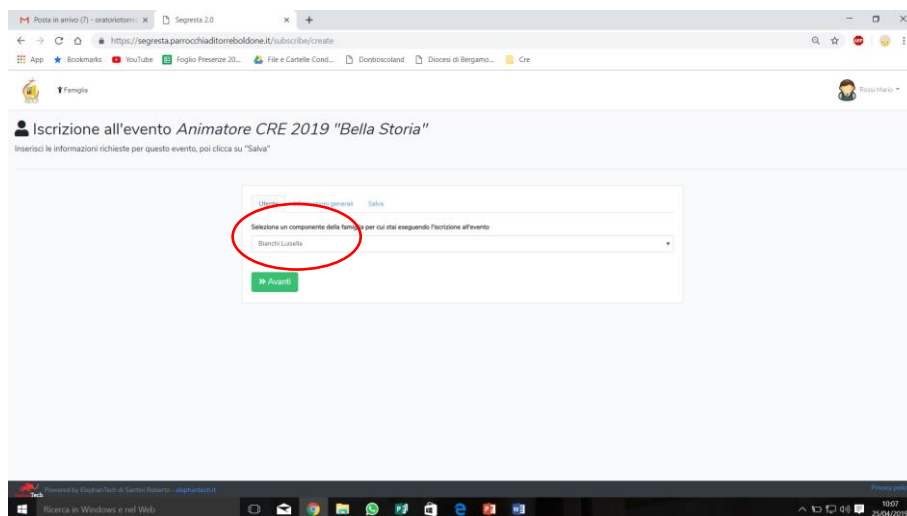 Posta in arrivo (7) - oratoriotorre
Segresta 2.0
https://segresta.parrocchiaditorreboldone.it/subscribe/create
App
Bookmarks
YouTube
Foglio Presenze 20...
File e Cartelle Cond...
Donboscoland
Diocesi di Bergamo...
Cre
Famiglia
Rossi Mario
Iscrizione all'evento Animatore CRE 2019 "Bella Storia"
Inserisci le informazioni richieste per questo evento, poi clicca su "Salva"
Utente
Informazioni generali
Salva
Seleziona un componente della famiglia per cui stai eseguendo l'iscrizione all'evento
Bianchi Luisella
Avanti
Powered by ElephanTech di Santini Roberto - elephantech.it
Tech
Privacy polic
Ricerca in Windows e nel Web
10:07
25/04/2019